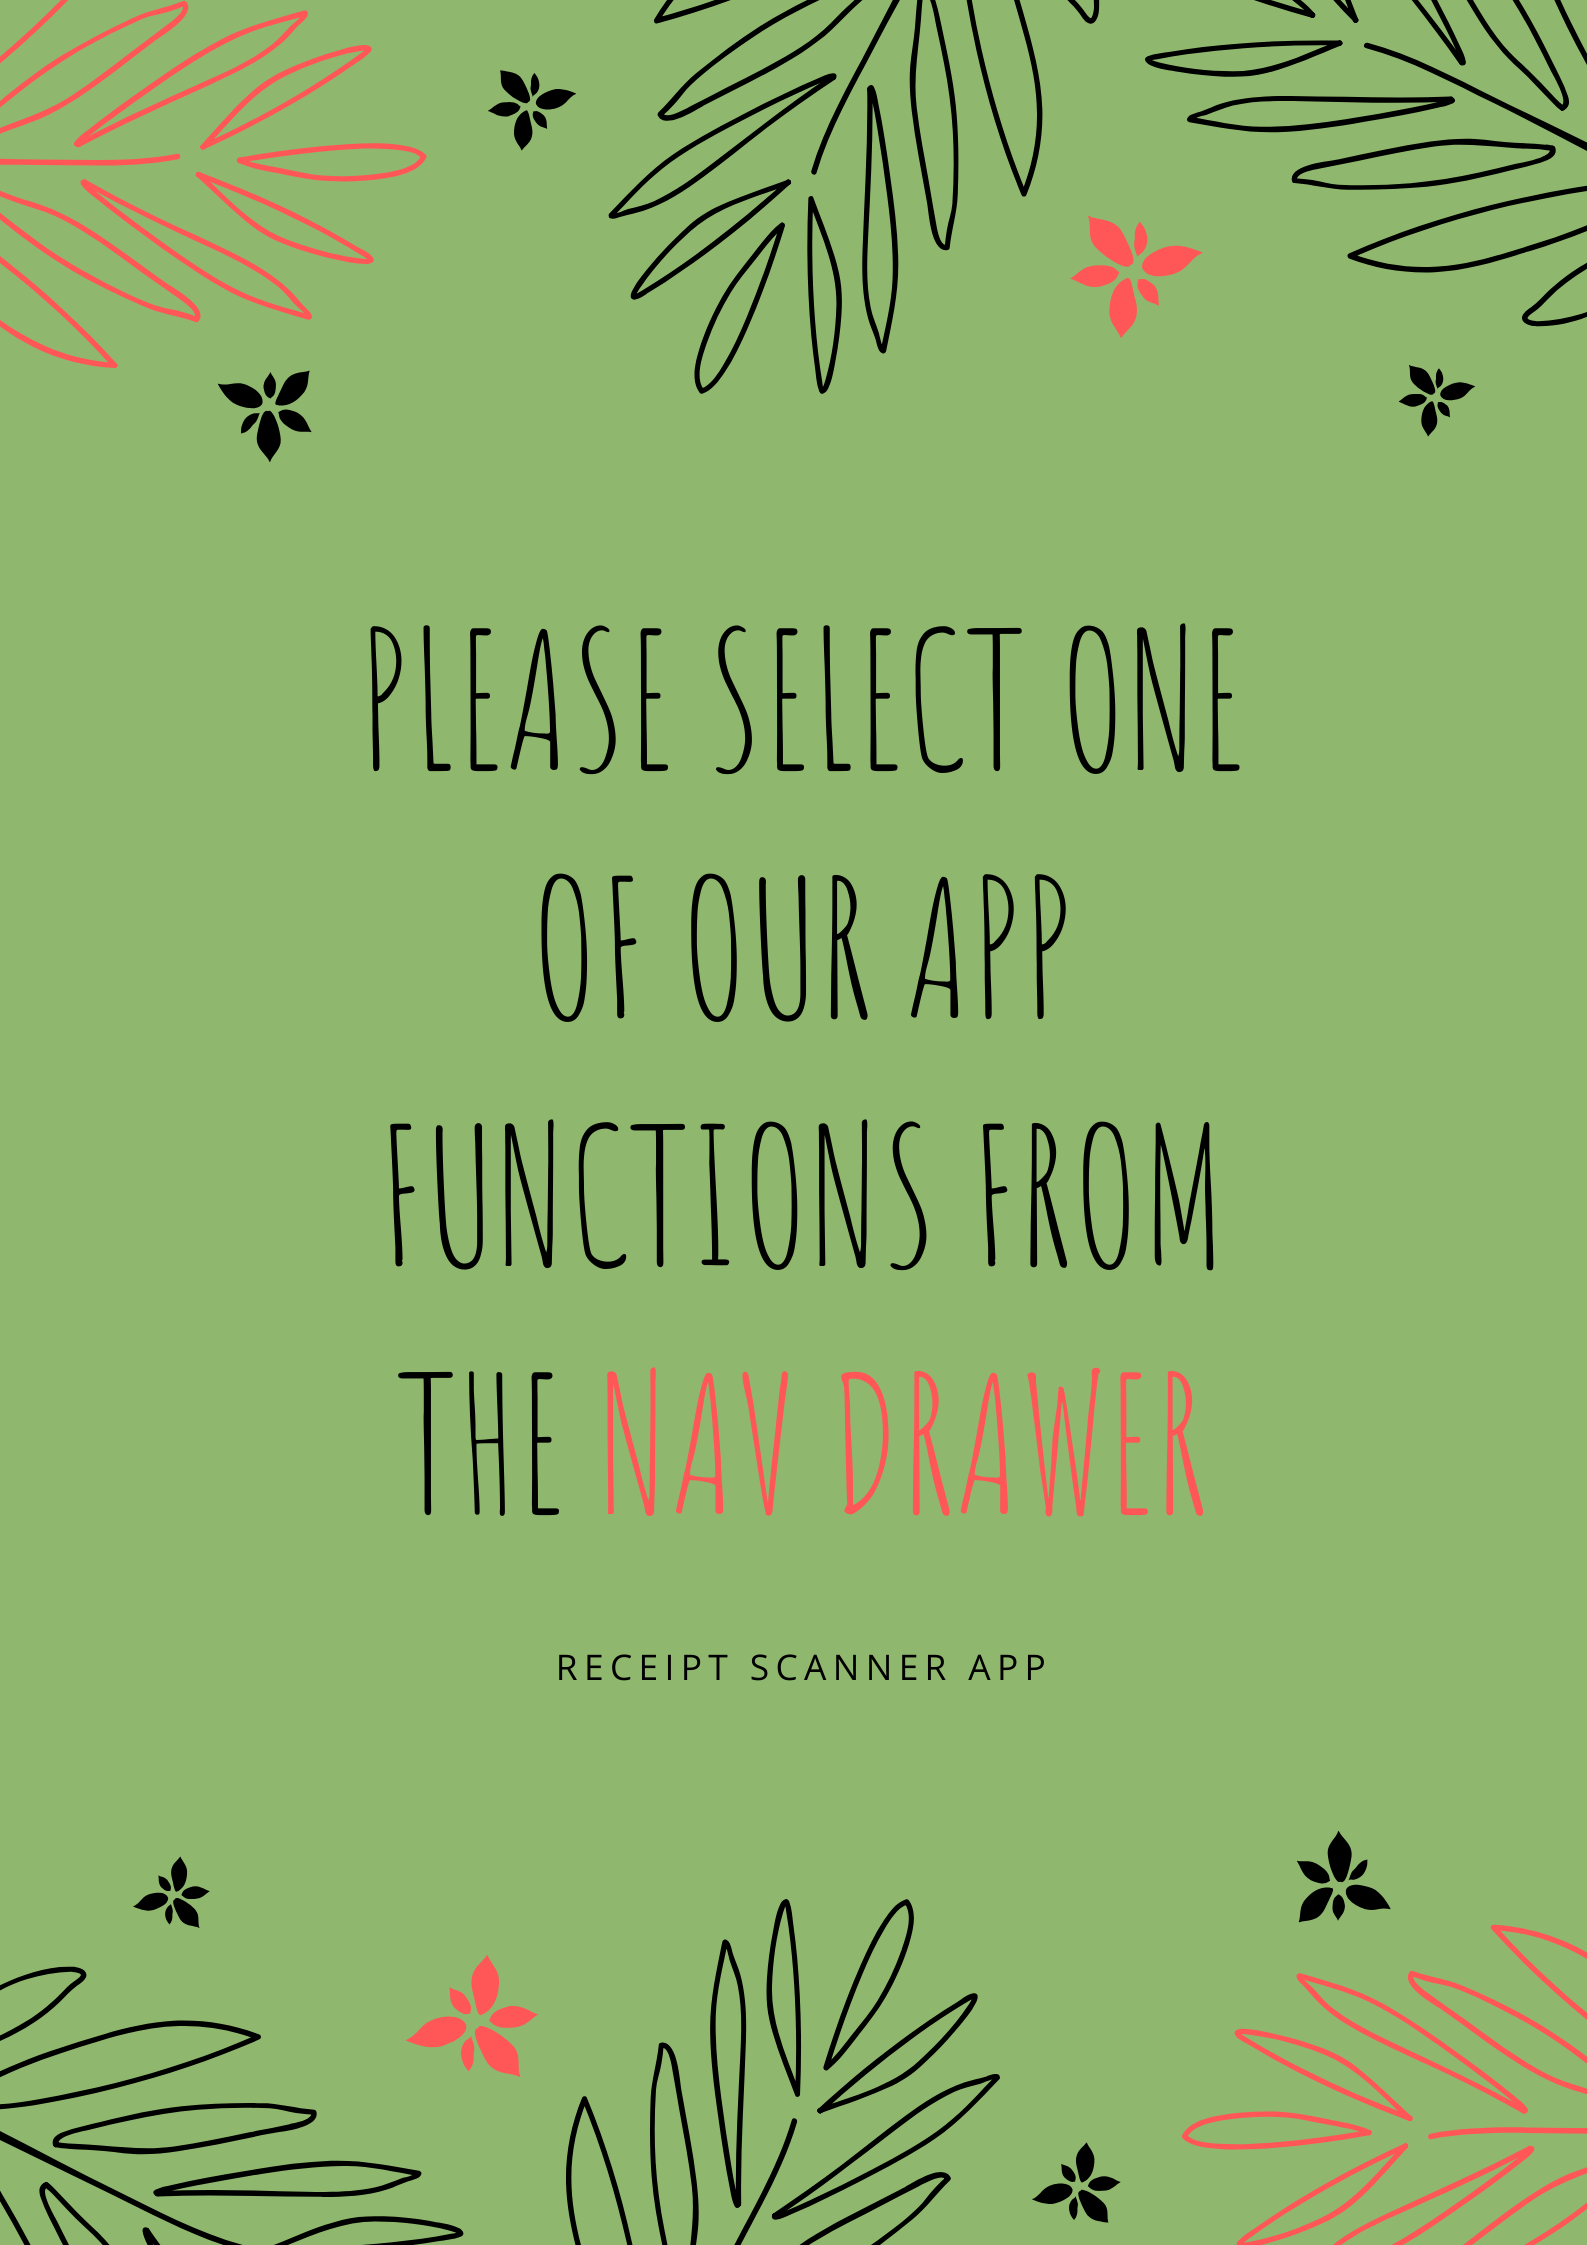 PLEASE SELECT ONE
OF OUR APP
FUNCTIONS FROM
THE NAV DRAWER
RECEIPT SCANNER APP